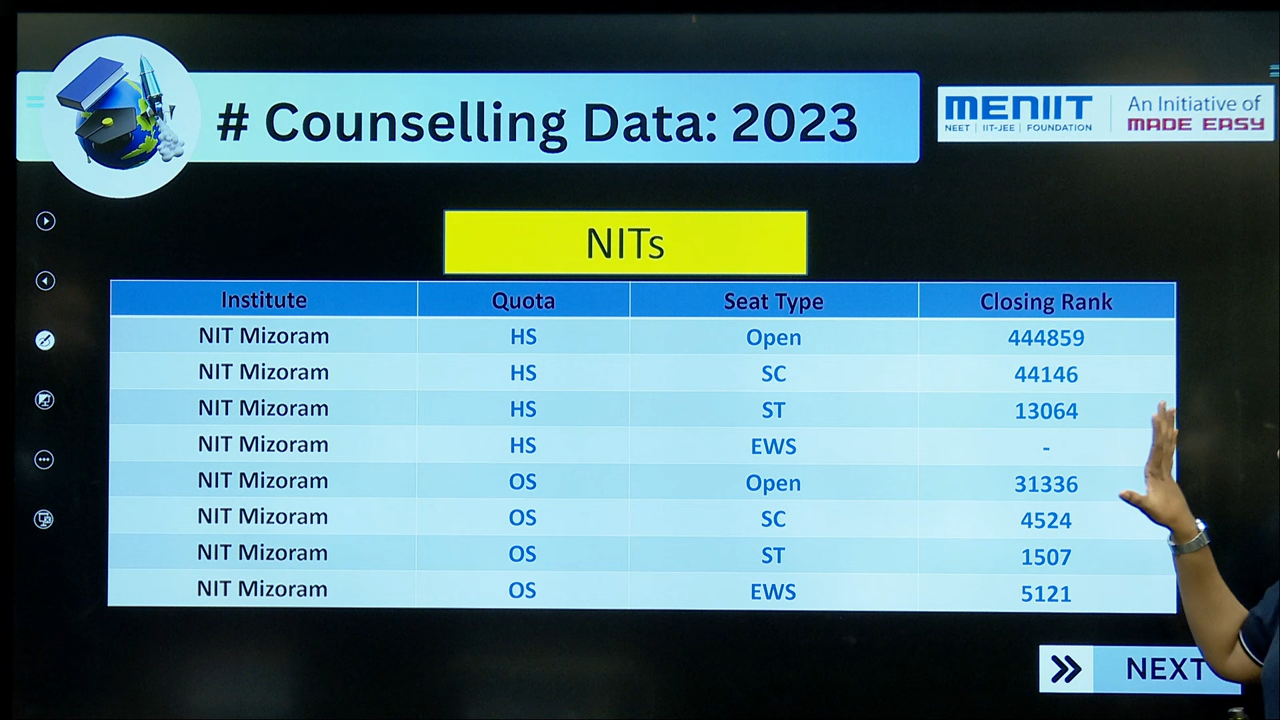 # Counselling Data: 2023
MENIIT
NEET | IIT-JEE | FOUNDATION
An Initiative of
MADE EASY
NITs
Institute Quota Seat Type Closing Rank
NIT Mizoram HS Open 444859
NIT Mizoram HS SC 44146
NIT Mizoram HS ST 13064
NIT Mizoram HS EWS -
NIT Mizoram OS Open 31336
NIT Mizoram OS SC 4524
NIT Mizoram OS ST 1507
NIT Mizoram OS EWS 5121
NEXT